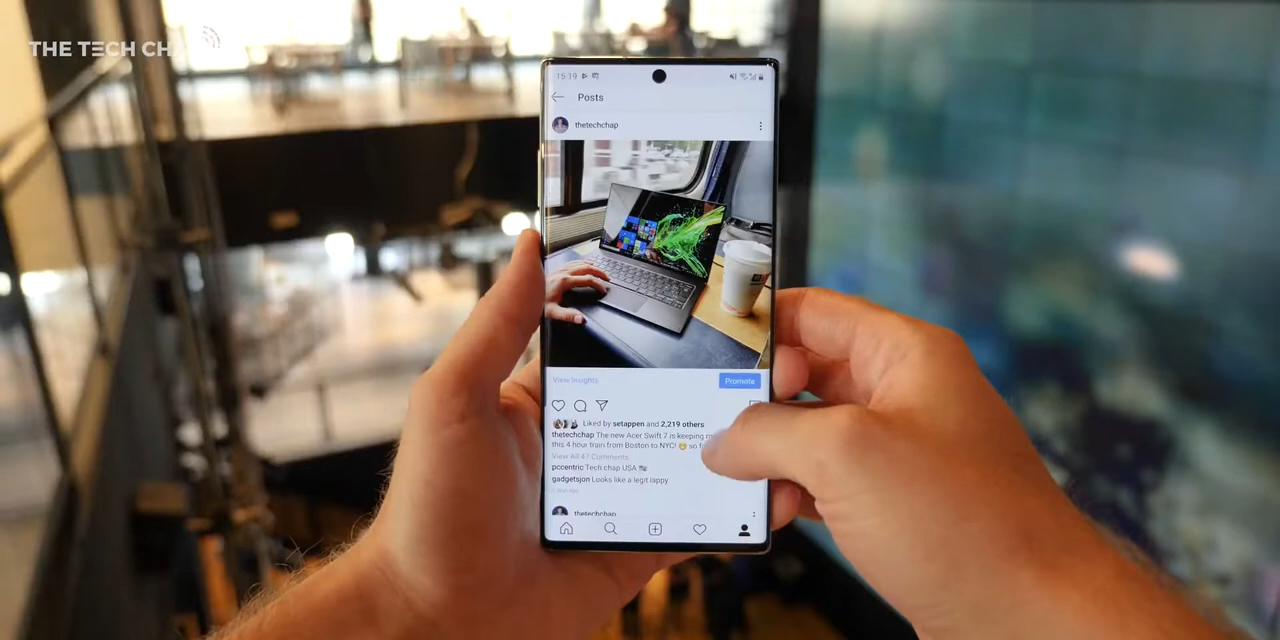 THE TECH CHA
15:19
Posts
thetechchap
View Insights
Promote
Liked by setappen and 2,219 others
thetechchap The new Acer Swift 7 is keeping m
this 4 hour train from Boston to NYC! so f
View All 47 Comments
pccentric Tech chap USA
gadgetsjon Looks like a legit lappy
thetechchap